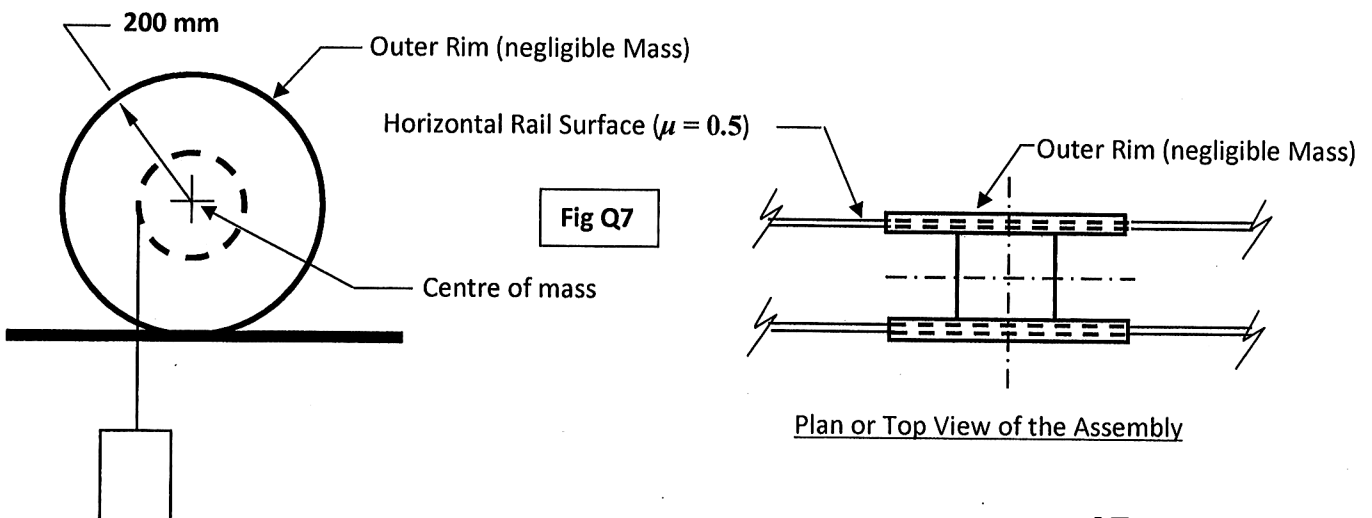 200 mm
Outer Rim (negligible Mass)
Horizontal Rail Surface (μ = 0.5)
Outer Rim (negligible Mass)
Fig Q7
Centre of mass
Plan or Top View of the Assembly